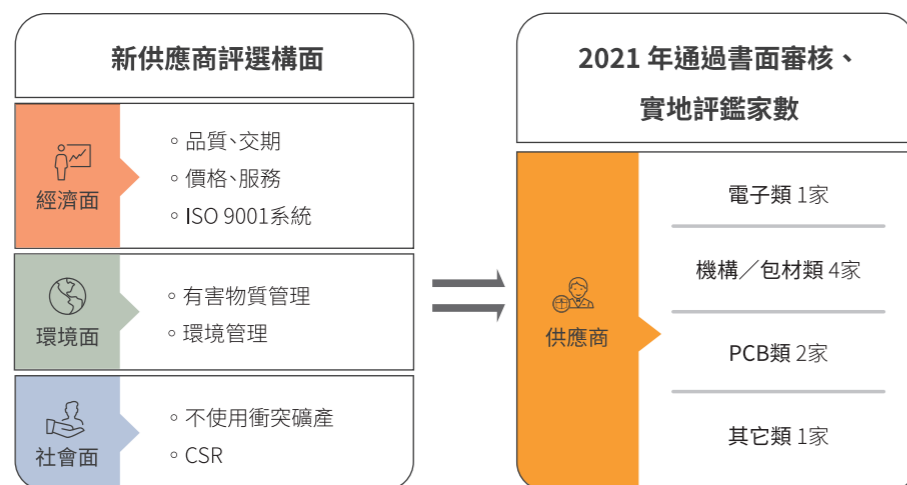 新供應商評選構面
經濟面
◦ 品質、交期
◦ 價格、服務
◦ ISO 9001系統
環境面
◦ 有害物質管理
◦ 環境管理
社會面
◦ 不使用衝突礦產
◦ CSR
2021 年通過書面審核、
實地評鑑家數
供應商
電子類 1家
機構／包材類 4家
PCB類 2家
其它類 1家